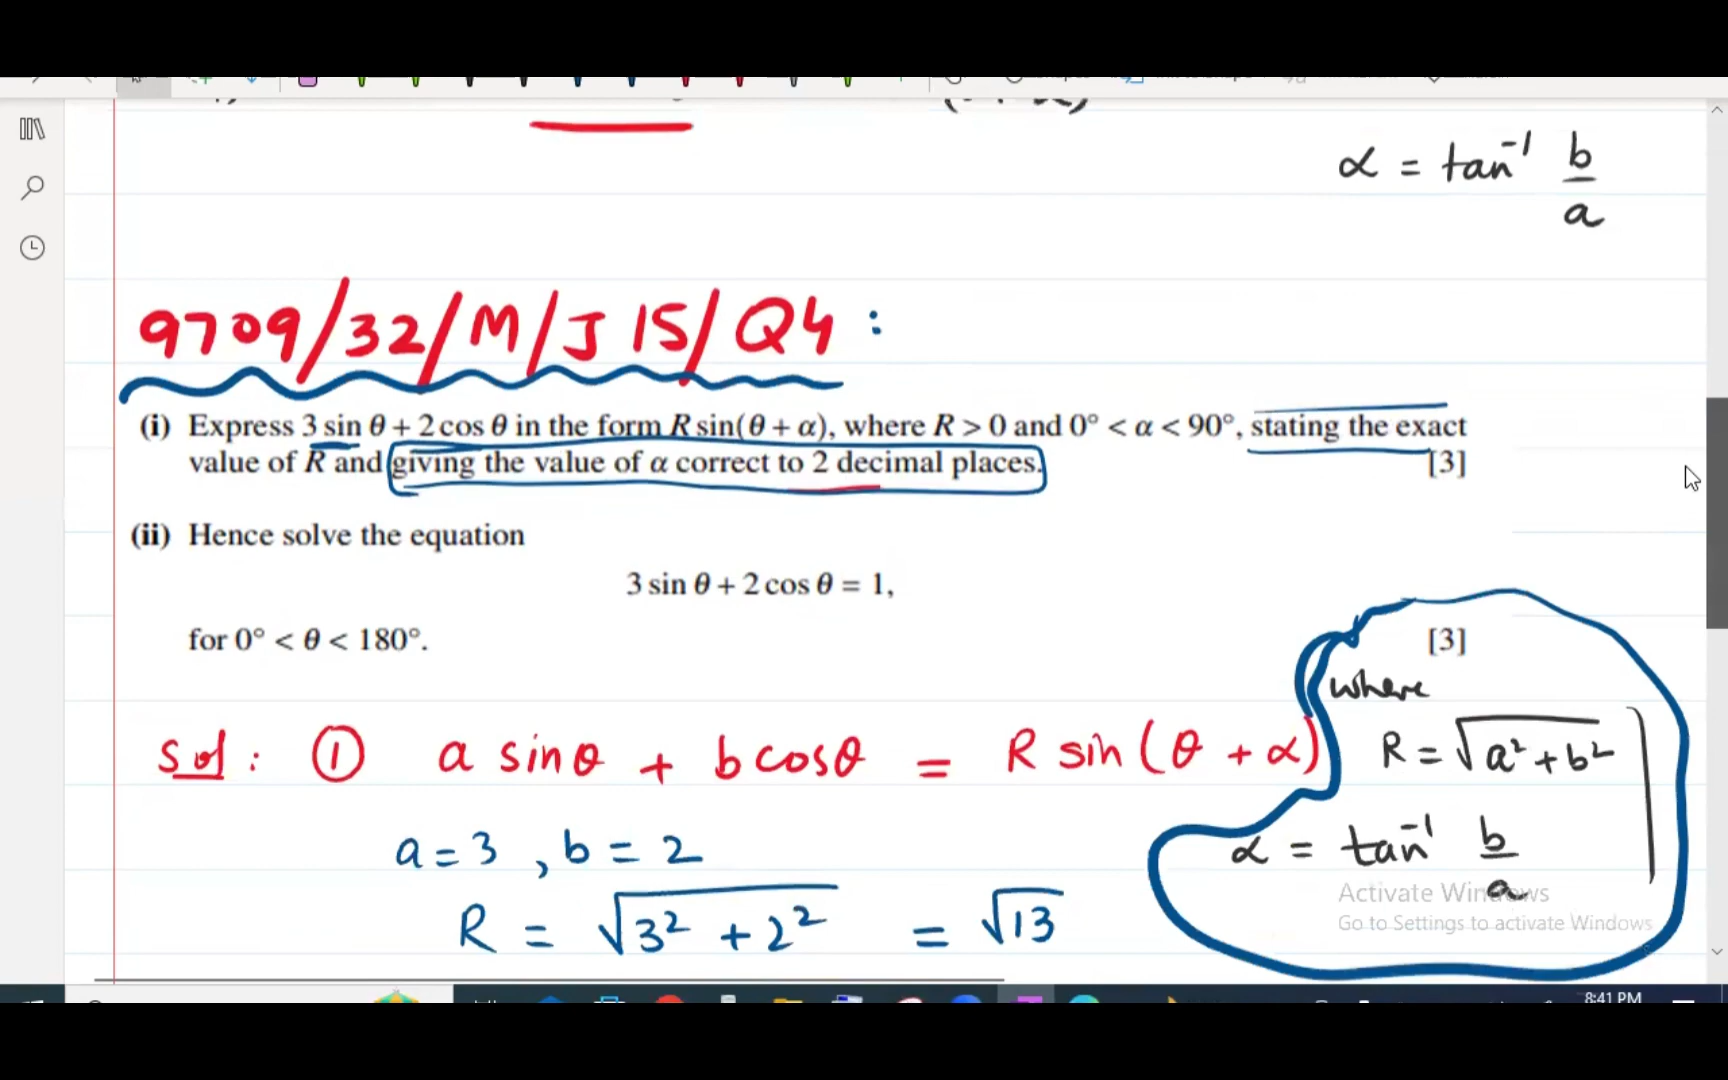 α = tan⁻¹ b/a
9709/32/M/J 15/Q4 :
(i) Express 3 sin θ + 2 cos θ in the form R sin(θ + α), where R > 0 and 0° < α < 90°, stating the exact
value of R and giving the value of α correct to 2 decimal places. [3]
(ii) Hence solve the equation
3 sin θ + 2 cos θ = 1,
for 0° < θ < 180°. [3]
where
Sol : ① a sinθ + b cosθ = R sin(θ + α) R = √a² + b²
a = 3 , b = 2 α = tan⁻¹ b/a
Activate Windows
Go to Settings to activate Windows
R = √3² + 2² = √13
8:41 PM